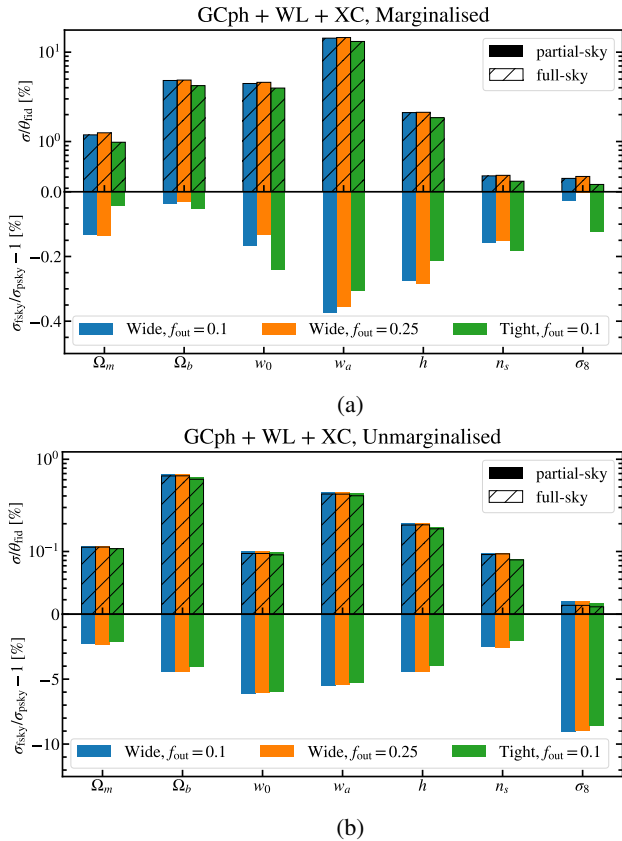 GCph + WL + XC, Marginalised
σ/θfid [%]
10¹
10⁰
0.0
partial-sky
full-sky
σfsky/σpsky − 1 [%]
−0.2
−0.4
Wide, fout = 0.1 Wide, fout = 0.25 Tight, fout = 0.1
Ωm Ωb w0 wa h ns σ8
(a)
GCph + WL + XC, Unmarginalised
σ/θfid [%]
10⁰
10⁻¹
0
partial-sky
full-sky
σfsky/σpsky − 1 [%]
−5
−10
Wide, fout = 0.1 Wide, fout = 0.25 Tight, fout = 0.1
Ωm Ωb w0 wa h ns σ8
(b)